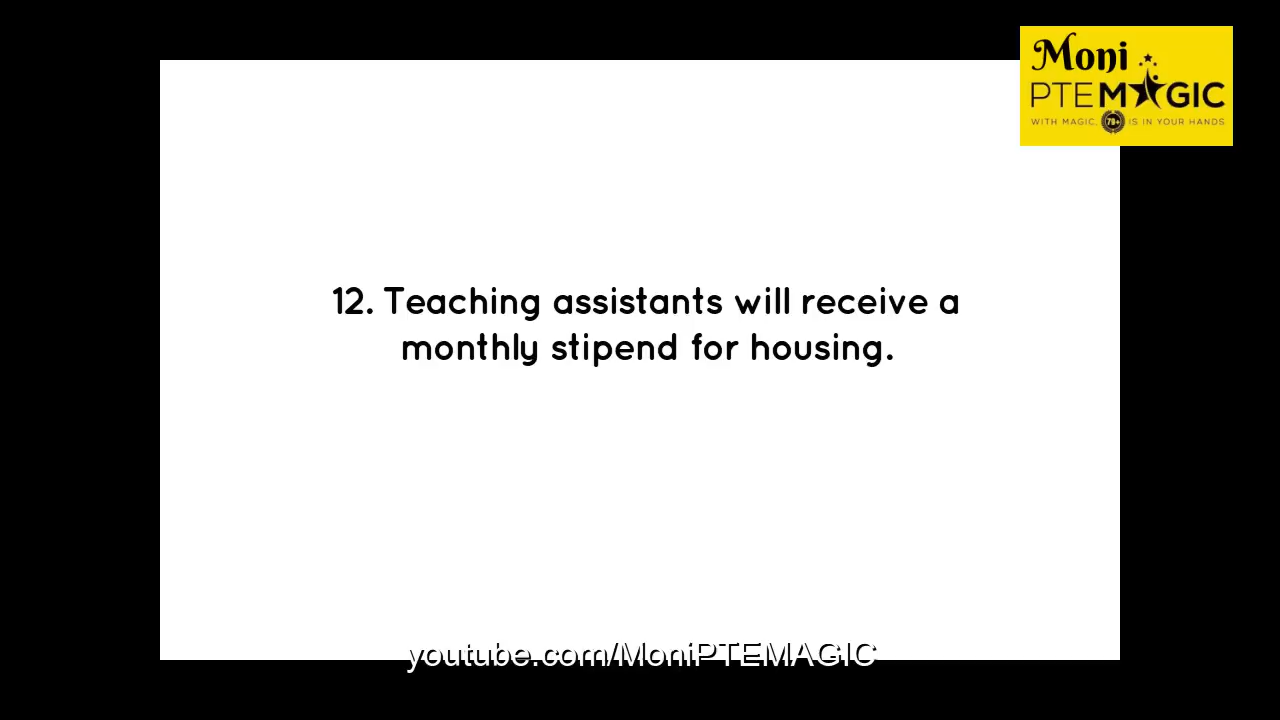 Moni
PTEMAGIC
WITH MAGIC, 79+ IS IN YOUR HANDS
12. Teaching assistants will receive a
monthly stipend for housing.
youtube.com/MoniPTEMAGIC